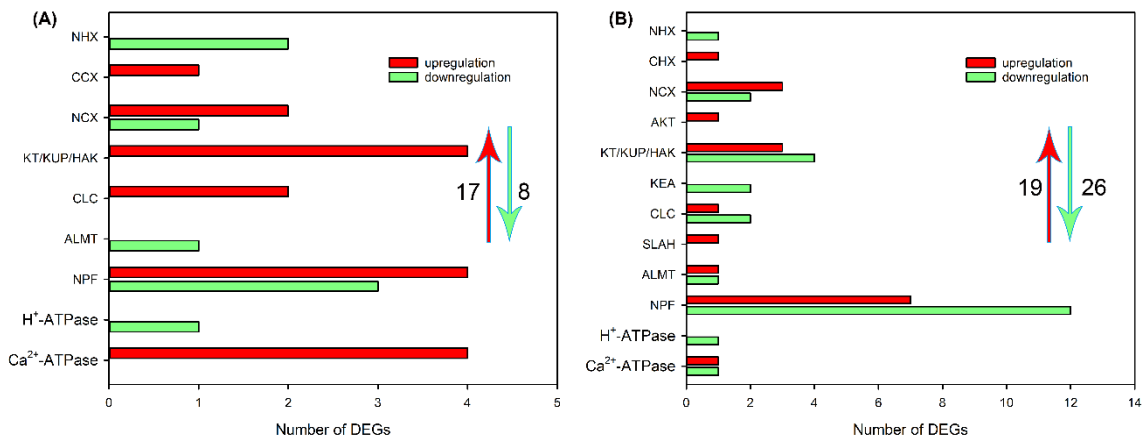 (A)
NHX
CCX
NCX
KT/KUP/HAK
CLC
ALMT
NPF
H⁺-ATPase
Ca²⁺-ATPase
upregulation
downregulation
17
8
0 1 2 3 4 5
Number of DEGs
(B)
NHX
CHX
NCX
AKT
KT/KUP/HAK
KEA
CLC
SLAH
ALMT
NPF
H⁺-ATPase
Ca²⁺-ATPase
upregulation
downregulation
19
26
0 2 4 6 8 10 12 14
Number of DEGs